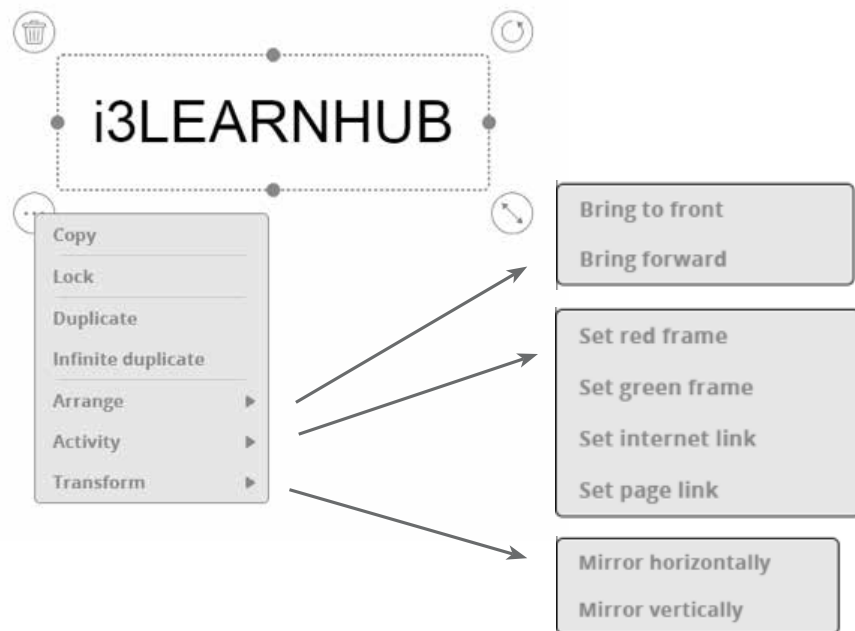 i3LEARNHUB
Copy
Lock
Duplicate
Infinite duplicate
Arrange
Activity
Transform
Bring to front
Bring forward
Set red frame
Set green frame
Set internet link
Set page link
Mirror horizontally
Mirror vertically